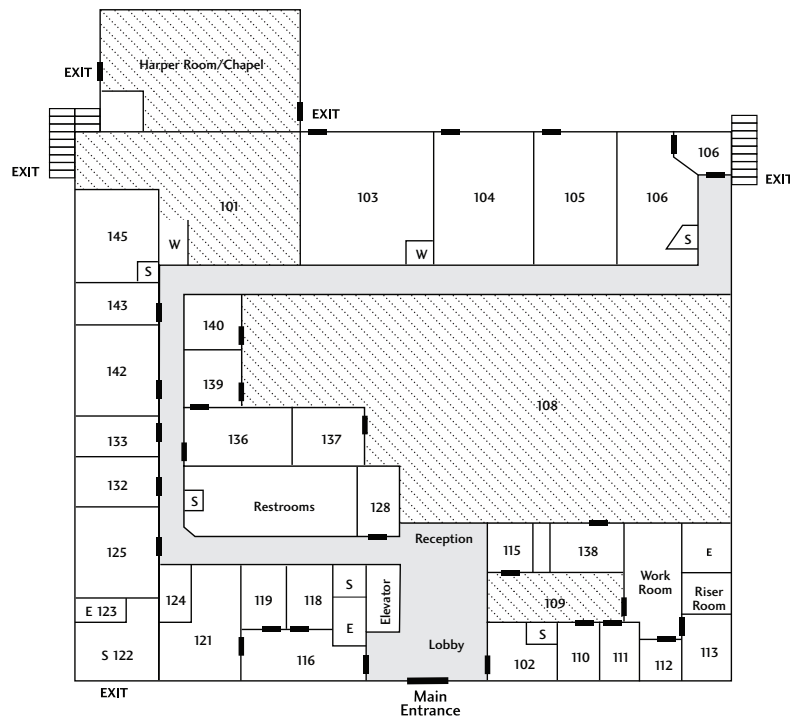 Harper Room/Chapel
EXIT
EXIT
EXIT
106
EXIT
101
103
104
105
106
145
W
W
S
S
143
140
142
139
108
133
136
137
132
S
Restrooms
128
125
Reception
115
138
E
Work
Room
Riser
Room
E 123
124
119
118
S
E
Elevator
109
S 122
121
116
Lobby
S
102
110
111
112
113
EXIT
Main
Entrance